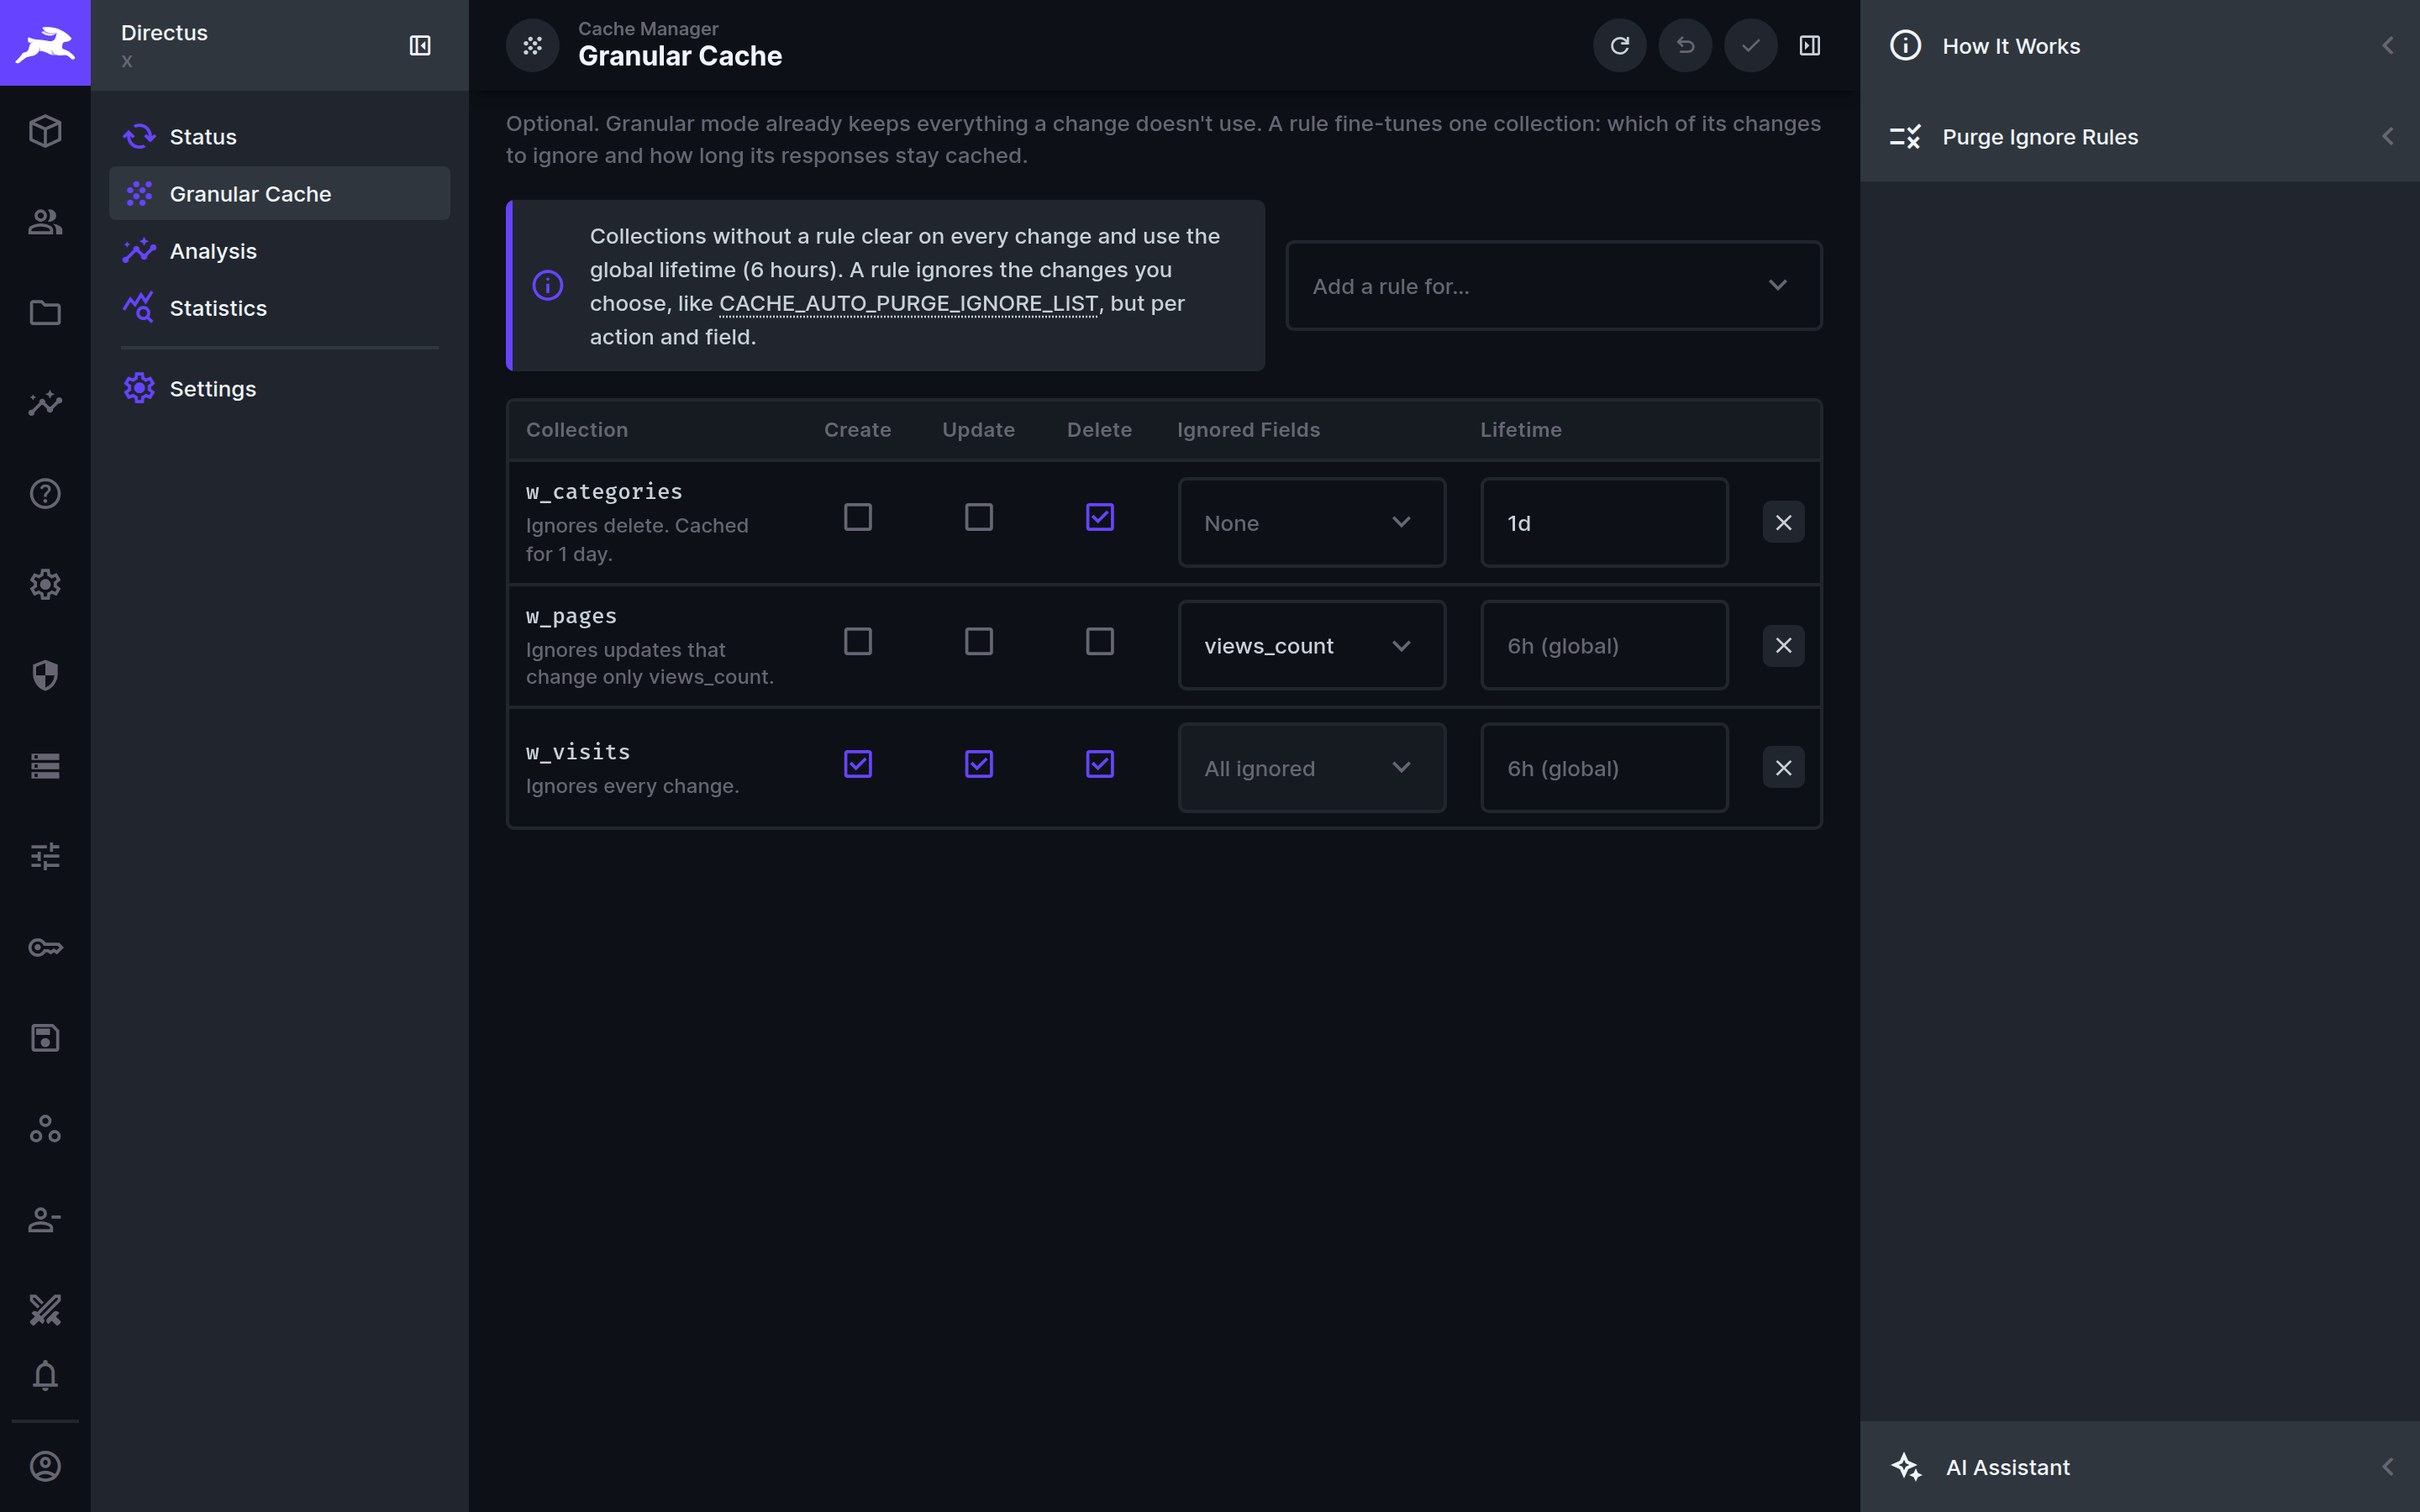 Directus
X
Status
Granular Cache
Analysis
Statistics
Settings
Cache Manager
Granular Cache
Optional. Granular mode already keeps everything a change doesn't use. A rule fine-tunes one collection: which of its changes
to ignore and how long its responses stay cached.
Collections without a rule clear on every change and use the
global lifetime (6 hours). A rule ignores the changes you
choose, like CACHE_AUTO_PURGE_IGNORE_LIST, but per
action and field.
Add a rule for...
Collection Create Update Delete Ignored Fields Lifetime
w_categories
Ignores delete. Cached
for 1 day.
None
1d
w_pages
Ignores updates that
change only views_count.
views_count
6h (global)
w_visits
Ignores every change.
All ignored
6h (global)
How It Works
Purge Ignore Rules
AI Assistant